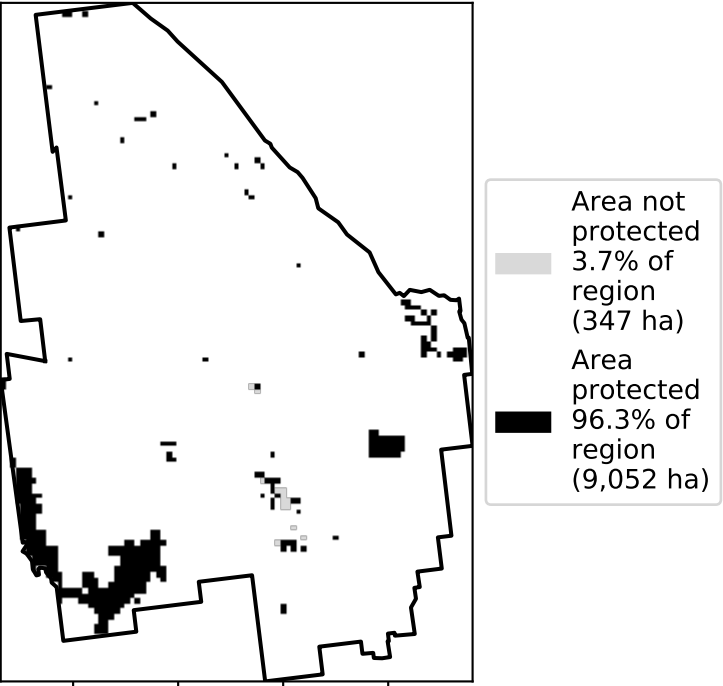 Area not
protected
3.7% of
region
(347 ha)
Area
protected
96.3% of
region
(9,052 ha)